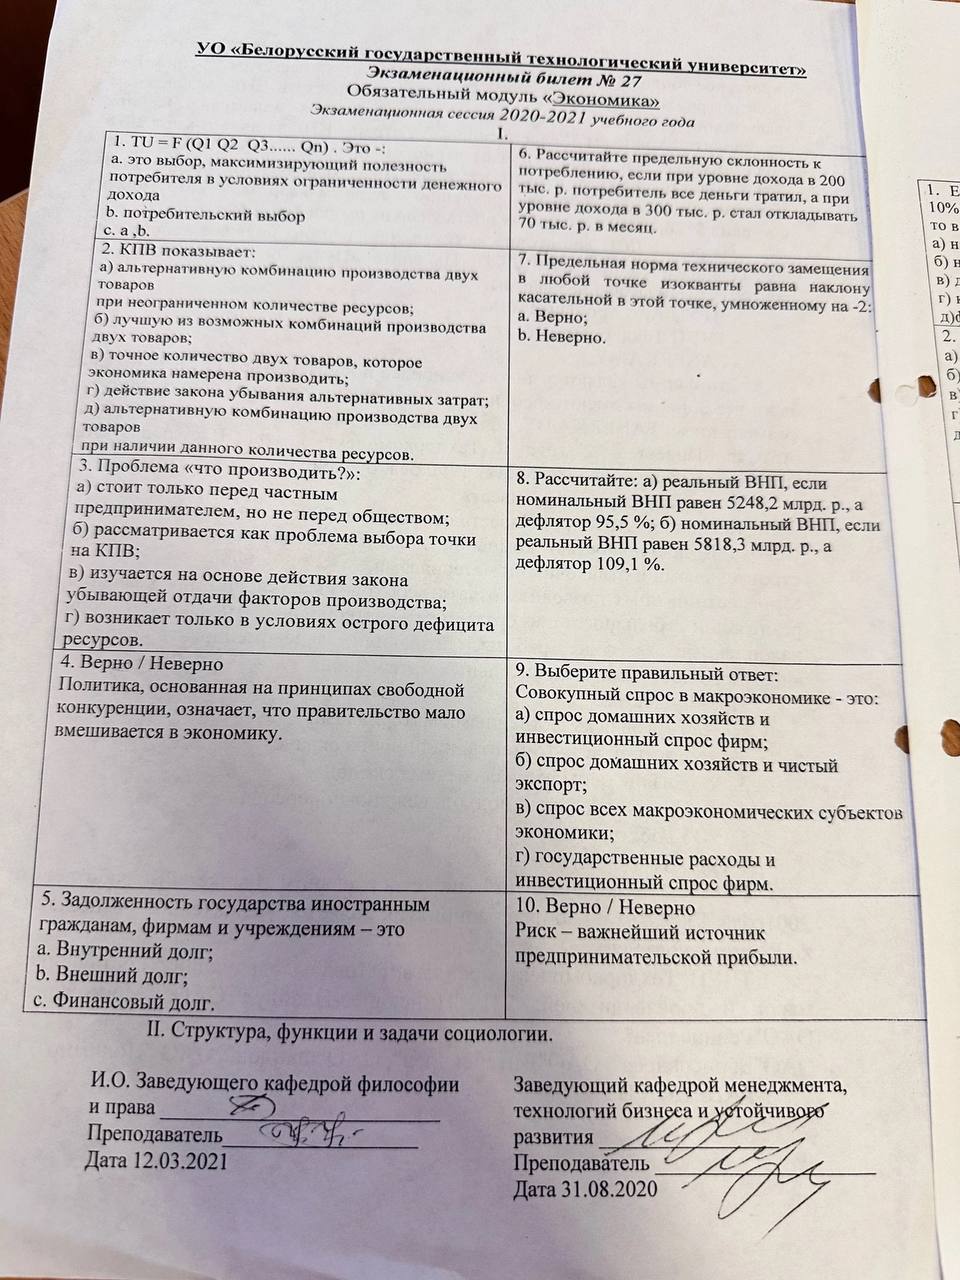 УО «Белорусский государственный технологический университет»
Экзаменационный билет № 27
Обязательный модуль «Экономика»
Экзаменационная сессия 2020-2021 учебного года
I.
1. TU = F (Q1 Q2 Q3...... Qn) . Это -:
a. это выбор, максимизирующий полезность
потребителя в условиях ограниченности денежного
дохода
b. потребительский выбор
c. a ,b.
2. КПВ показывает:
а) альтернативную комбинацию производства двух
товаров
при неограниченном количестве ресурсов;
б) лучшую из возможных комбинаций производства
двух товаров;
в) точное количество двух товаров, которое
экономика намерена производить;
г) действие закона убывания альтернативных затрат;
д) альтернативную комбинацию производства двух
товаров
при наличии данного количества ресурсов.
3. Проблема «что производить?»:
а) стоит только перед частным
предпринимателем, но не перед обществом;
б) рассматривается как проблема выбора точки
на КПВ;
в) изучается на основе действия закона
убывающей отдачи факторов производства;
г) возникает только в условиях острого дефицита
ресурсов.
4. Верно / Неверно
Политика, основанная на принципах свободной
конкуренции, означает, что правительство мало
вмешивается в экономику.
5. Задолженность государства иностранным
гражданам, фирмам и учреждениям – это
a. Внутренний долг;
b. Внешний долг;
c. Финансовый долг.
6. Рассчитайте предельную склонность к
потреблению, если при уровне дохода в 200
тыс. р. потребитель все деньги тратил, а при
уровне дохода в 300 тыс. р. стал откладывать
70 тыс. р. в месяц.
7. Предельная норма технического замещения
в любой точке изокванты равна наклону
касательной в этой точке, умноженному на -2:
a. Верно;
b. Неверно.
8. Рассчитайте: а) реальный ВНП, если
номинальный ВНП равен 5248,2 млрд. р., а
дефлятор 95,5 %; б) номинальный ВНП, если
реальный ВНП равен 5818,3 млрд. р., а
дефлятор 109,1 %.
9. Выберите правильный ответ:
Совокупный спрос в макроэкономике - это:
а) спрос домашних хозяйств и
инвестиционный спрос фирм;
б) спрос домашних хозяйств и чистый
экспорт;
в) спрос всех макроэкономических субъектов
экономики;
г) государственные расходы и
инвестиционный спрос фирм.
10. Верно / Неверно
Риск – важнейший источник
предпринимательской прибыли.
II. Структура, функции и задачи социологии.
И.О. Заведующего кафедрой философии
и права
Преподаватель
Дата 12.03.2021
Заведующий кафедрой менеджмента,
технологий бизнеса и устойчивого
развития
Преподаватель
Дата 31.08.2020
1. Е
10%
то в
а) н
б) н
в) д
г) н
2.
а)
б)
в)
г)